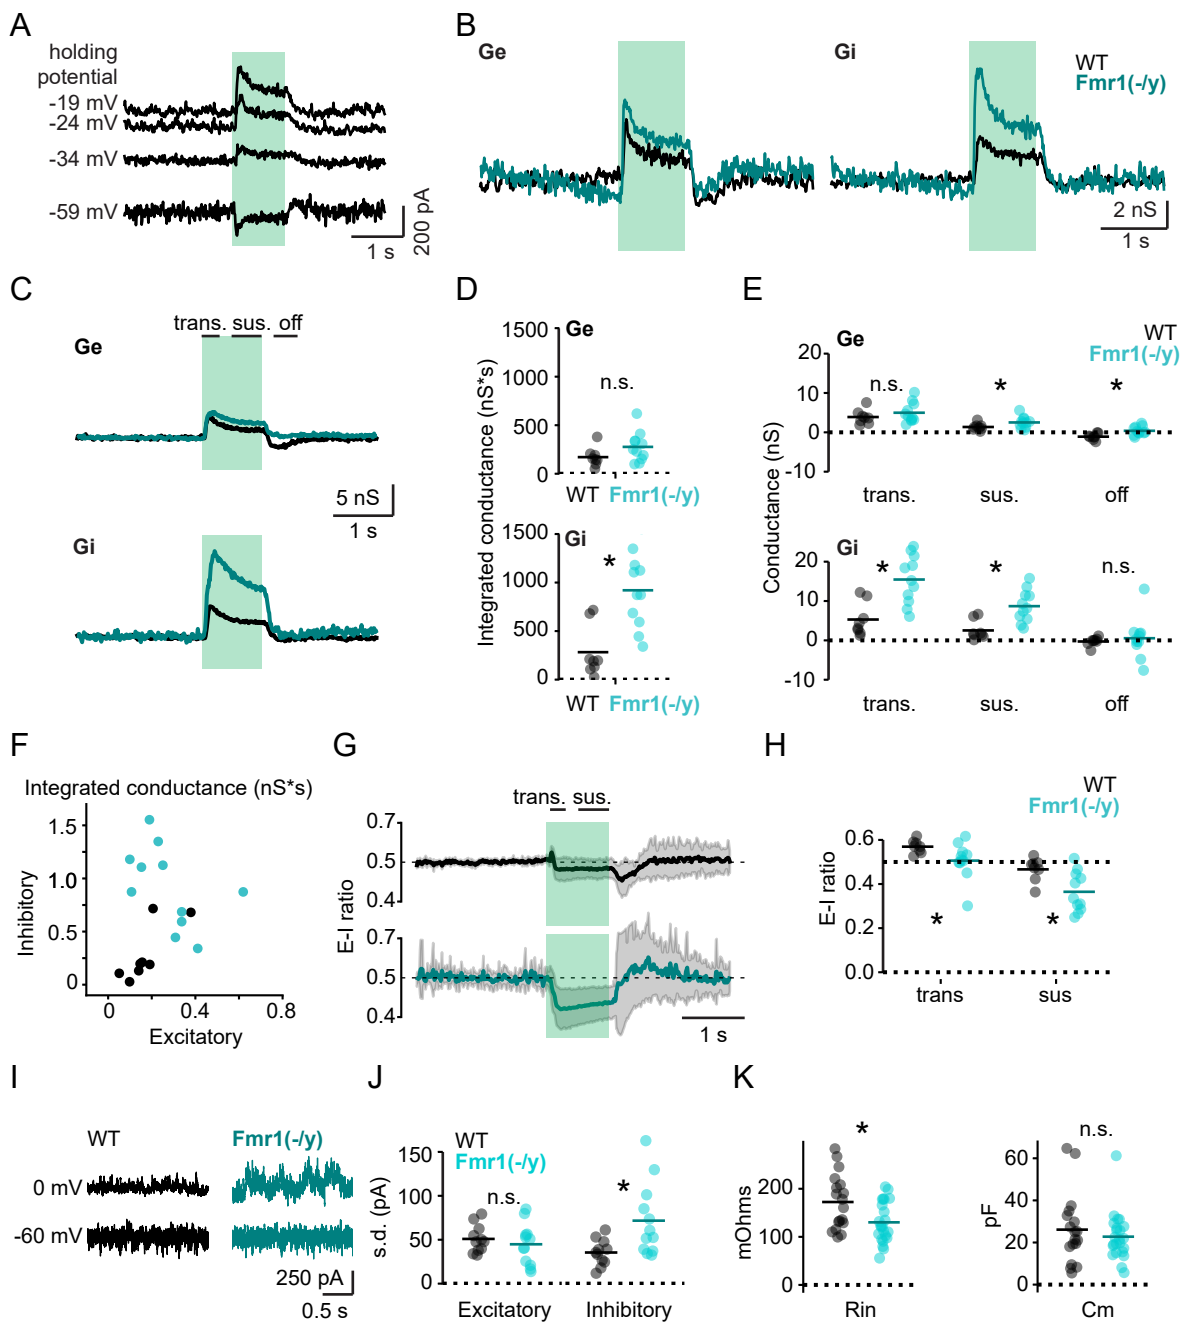 A
holding
potential
-19 mV
-24 mV
-34 mV
-59 mV
200 pA
1 s
B
Ge
Gi
WT
Fmr1(-/y)
2 nS
1 s
C
trans. sus. off
Ge
5 nS
1 s
Gi
D
Integrated conductance (nS*s)
1500
Ge
1000
n.s.
500
0
WT Fmr1(-/y)
1500
Gi
*
1000
500
0
WT Fmr1(-/y)
E
WT
Fmr1(-/y)
Conductance (nS)
Ge
20
10
0
-10
n.s.
*
*
trans.
sus.
off
Gi
20
10
0
-10
*
*
n.s.
trans.
sus.
off
F
Integrated conductance (nS*s)
Inhibitory
1.5
1.0
0.5
0
0
0.4
0.8
Excitatory
G
trans. sus.
E-I ratio
0.7
0.5
0.4
0.7
0.5
0.4
1 s
H
WT
Fmr1(-/y)
E-I ratio
0.6
0.4
0.2
0.0
*
*
trans
sus
I
WT
Fmr1(-/y)
0 mV
-60 mV
250 pA
0.5 s
J
WT
Fmr1(-/y)
s.d. (pA)
150
100
50
0
n.s.
*
Excitatory
Inhibitory
K
mOhms
200
100
0
*
Rin
pF
60
40
20
0
n.s.
Cm